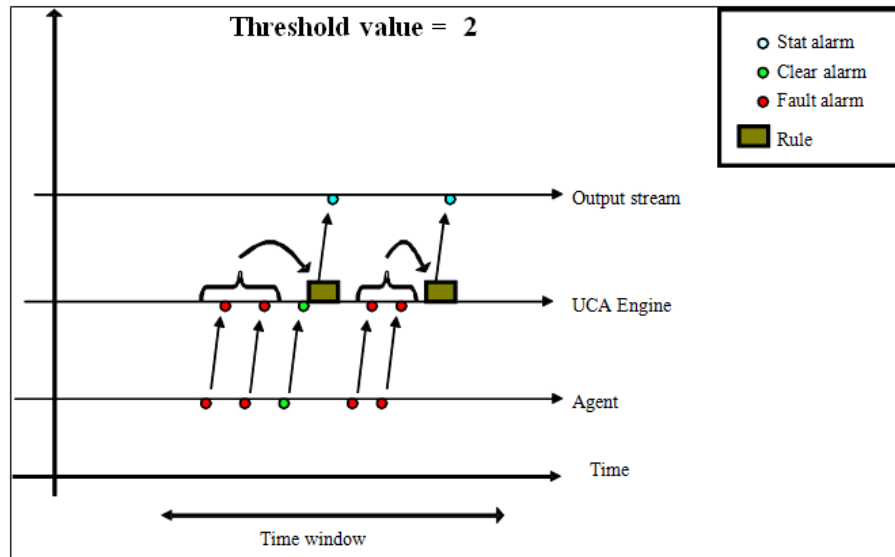 Threshold value = 2
Stat alarm
Clear alarm
Fault alarm
Rule
Output stream
UCA Engine
Agent
Time
Time window